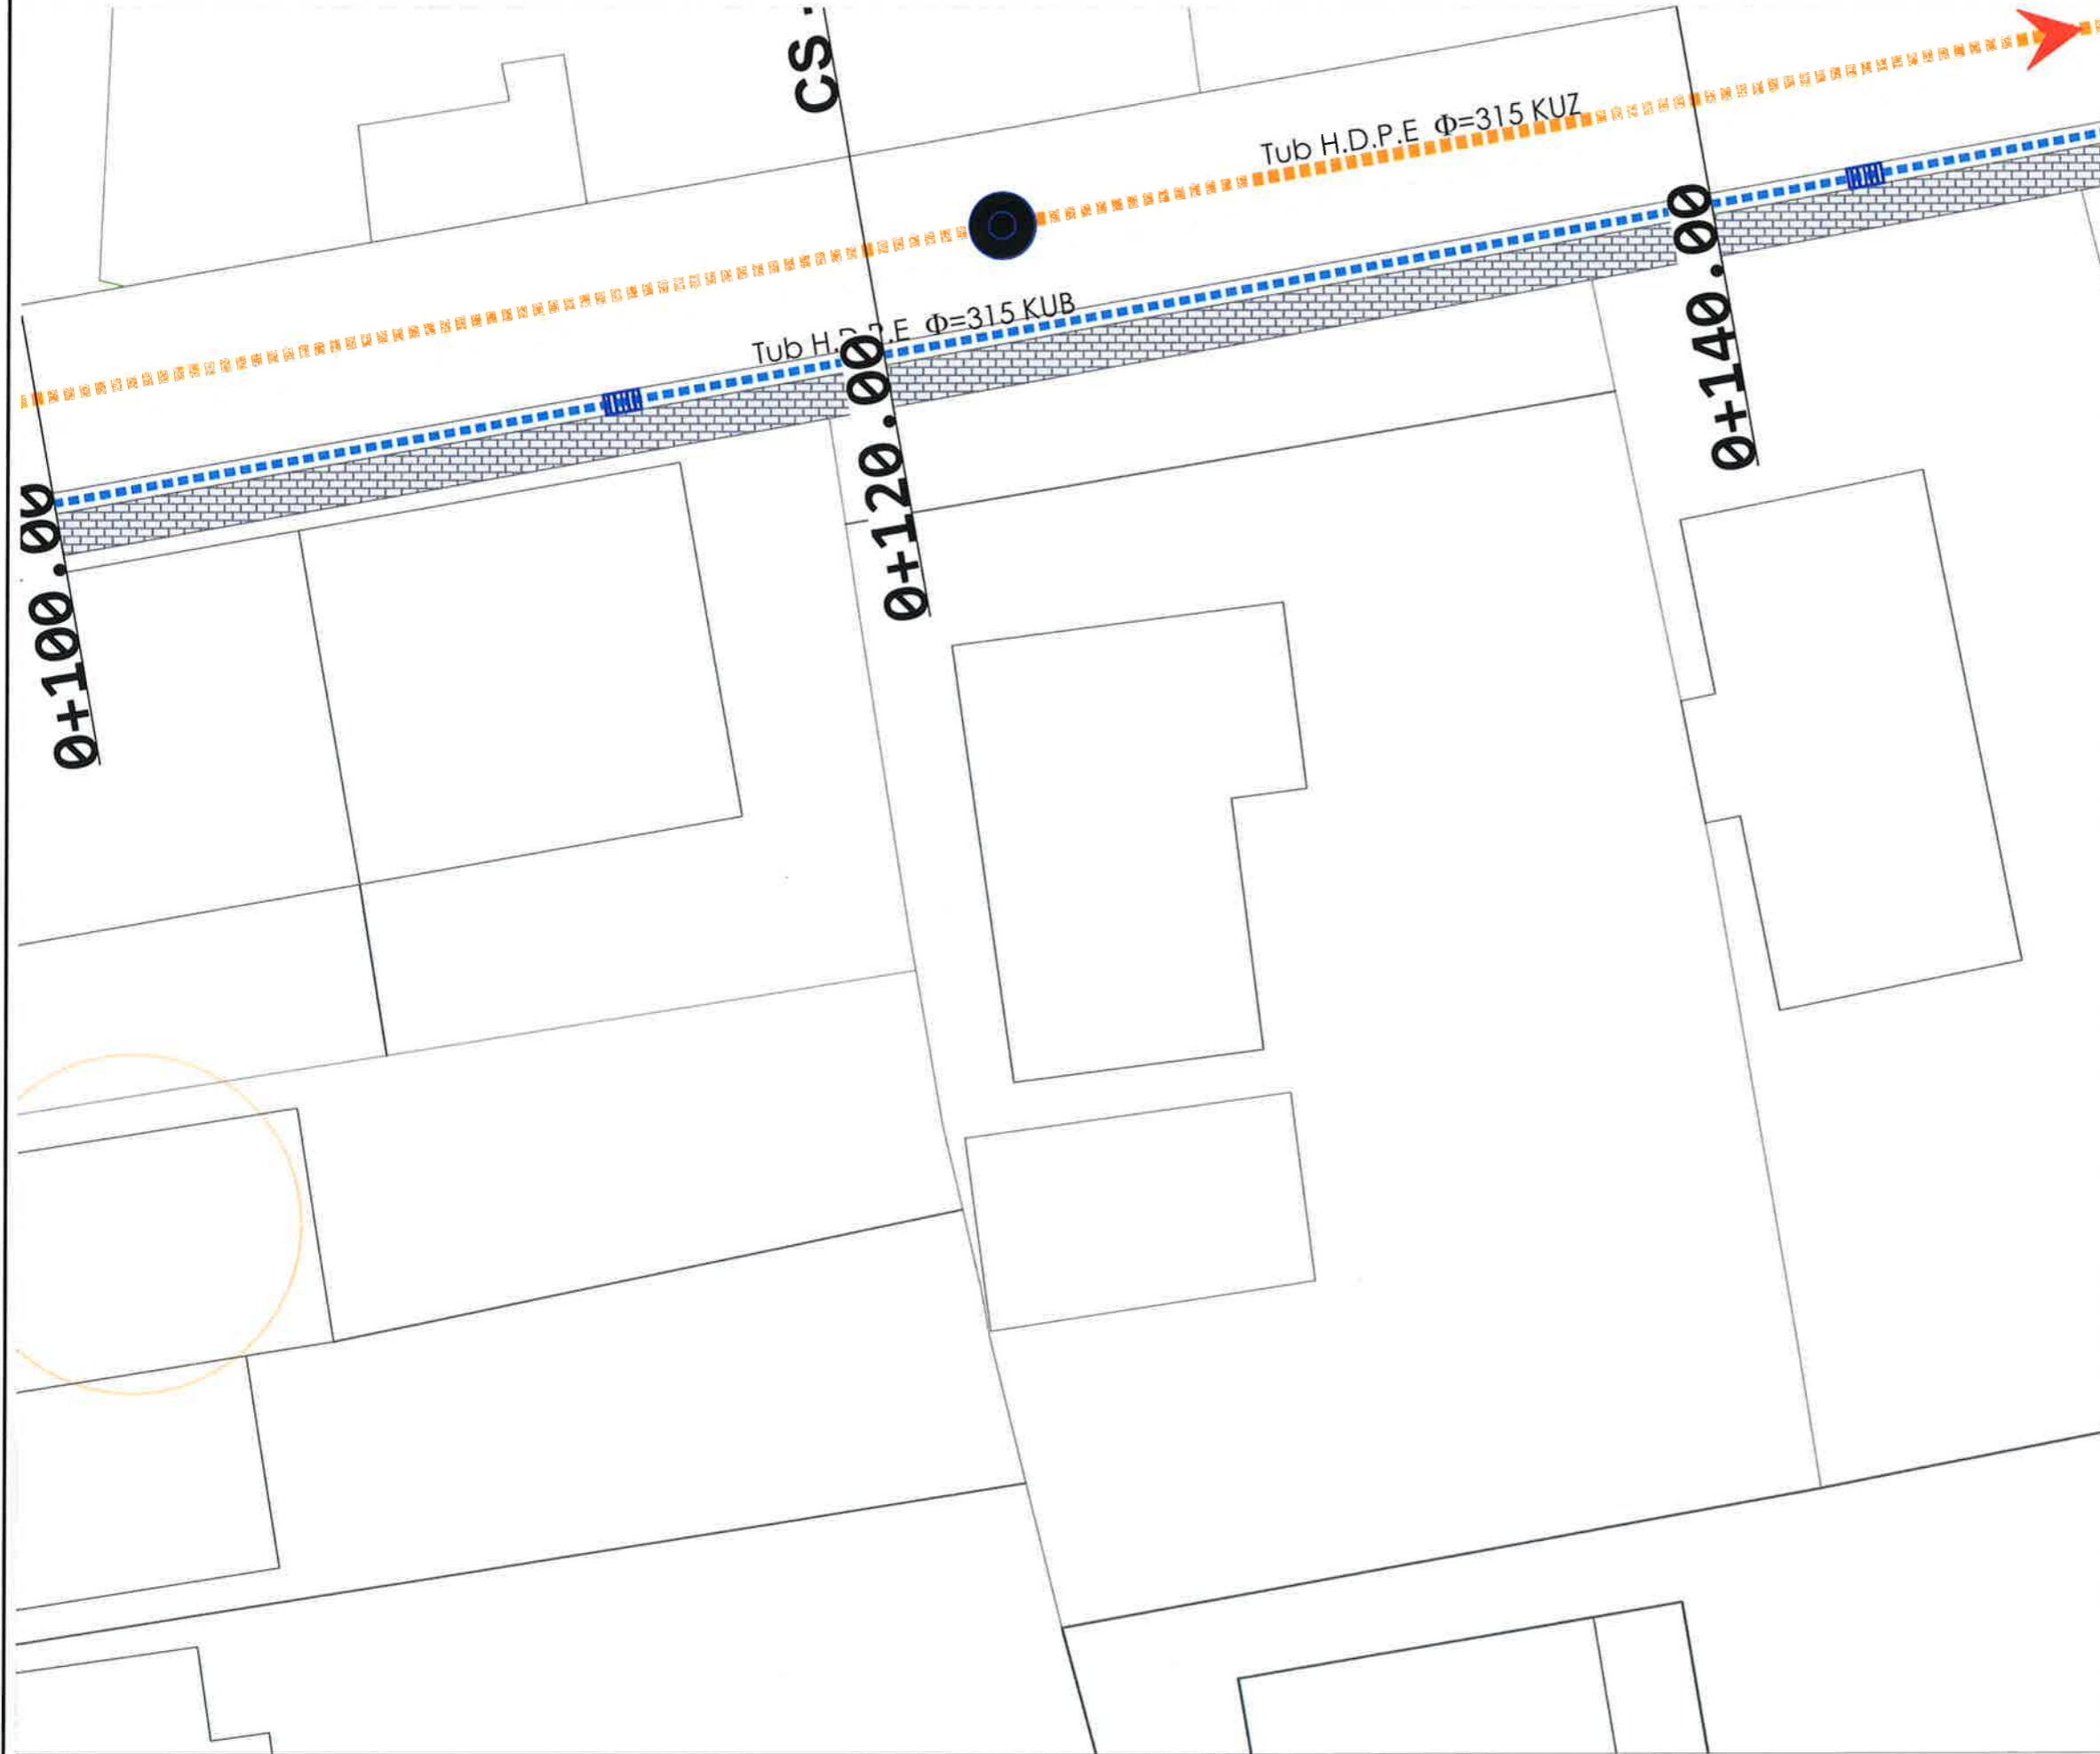 CS
Tub H.D.P.E Φ=315 KUZ
Tub H.D.P.E Φ=315 KUB
0+100.00
0+120.00
0+140.00